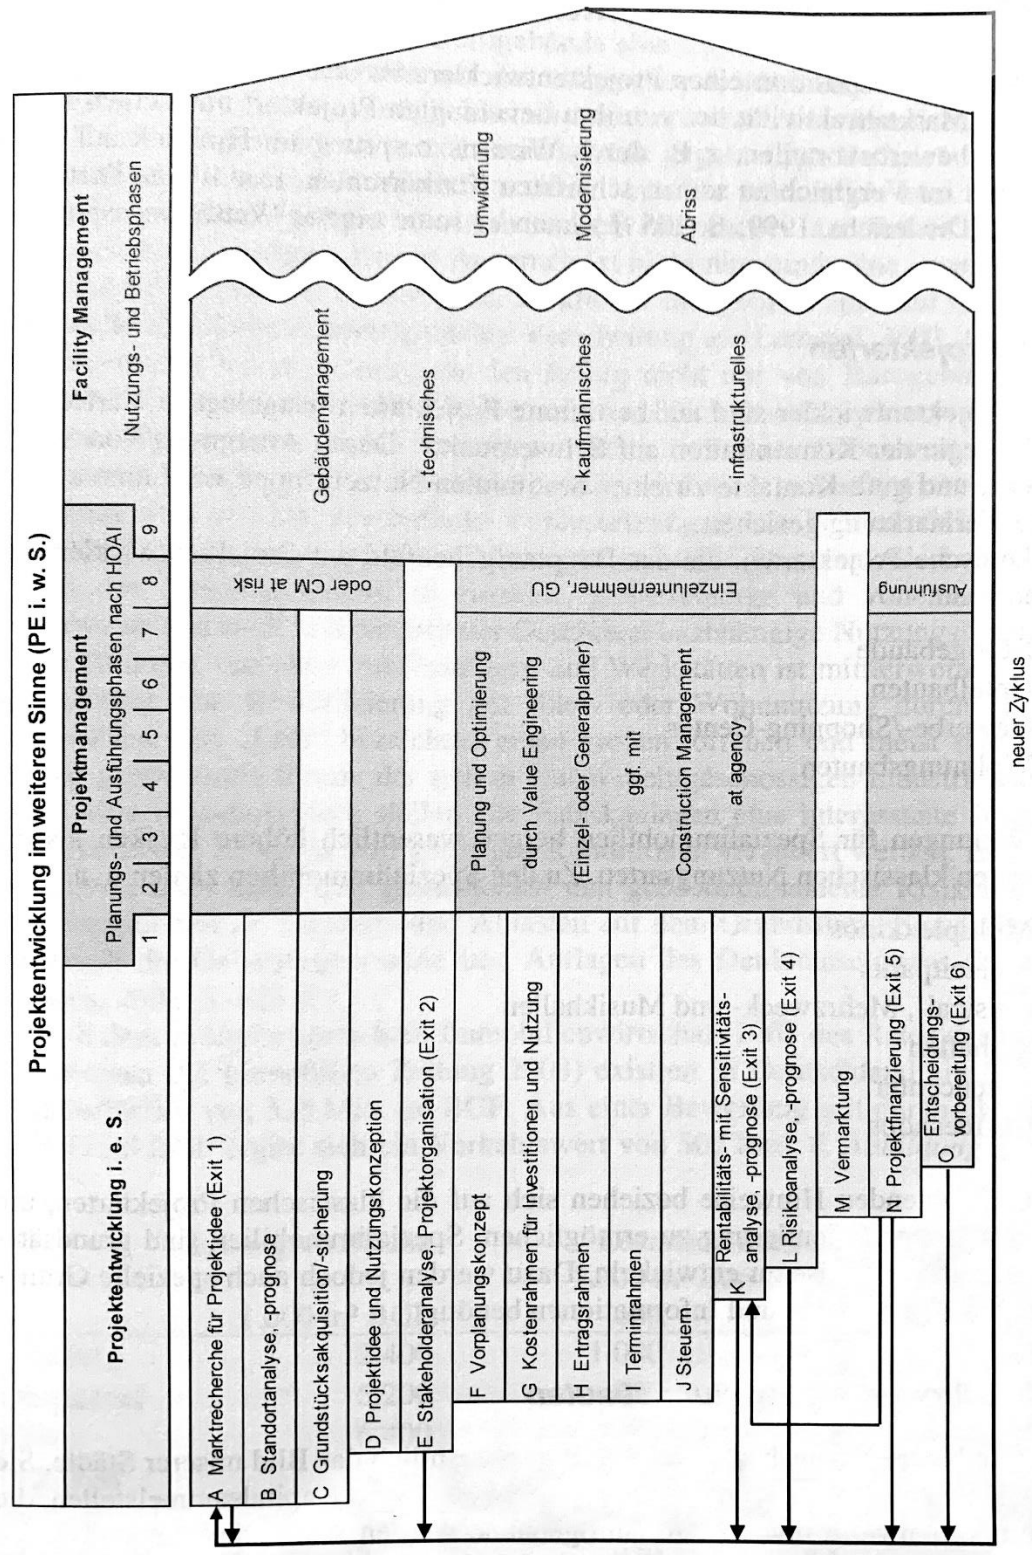 Projektentwicklung im weiteren Sinne (PE i. w. S.)
Projektentwicklung i. e. S.
Projektmanagement
Facility Management
Planungs- und Ausführungsphasen nach HOAI
Nutzungs- und Betriebsphasen
1 2 3 4 5 6 7 8 9
A Marktrecherche für Projektidee (Exit 1)
B Standortanalyse, -prognose
C Grundstücksakquisition/-sicherung
D Projektidee und Nutzungskonzeption
E Stakeholderanalyse, Projektorganisation (Exit 2)
F Vorplanungskonzept
G Kostenrahmen für Investitionen und Nutzung
H Ertragsrahmen
I Terminrahmen
J Steuern
K Rentabilitäts- mit Sensitivitäts-
analyse, -prognose (Exit 3)
L Risikoanalyse, -prognose (Exit 4)
M Vermarktung
N Projektfinanzierung (Exit 5)
O Entscheidungs-
vorbereitung (Exit 6)
Planung und Optimierung
durch Value Engineering
(Einzel- oder Generalplaner)
ggf. mit
Construction Management
at agency
oder CM at risk
Einzelunternehmer, GU
Ausführung
Gebäudemanagement
- technisches
- kaufmännisches
- infrastrukturelles
Umwidmung
Modernisierung
Abriss
neuer Zyklus